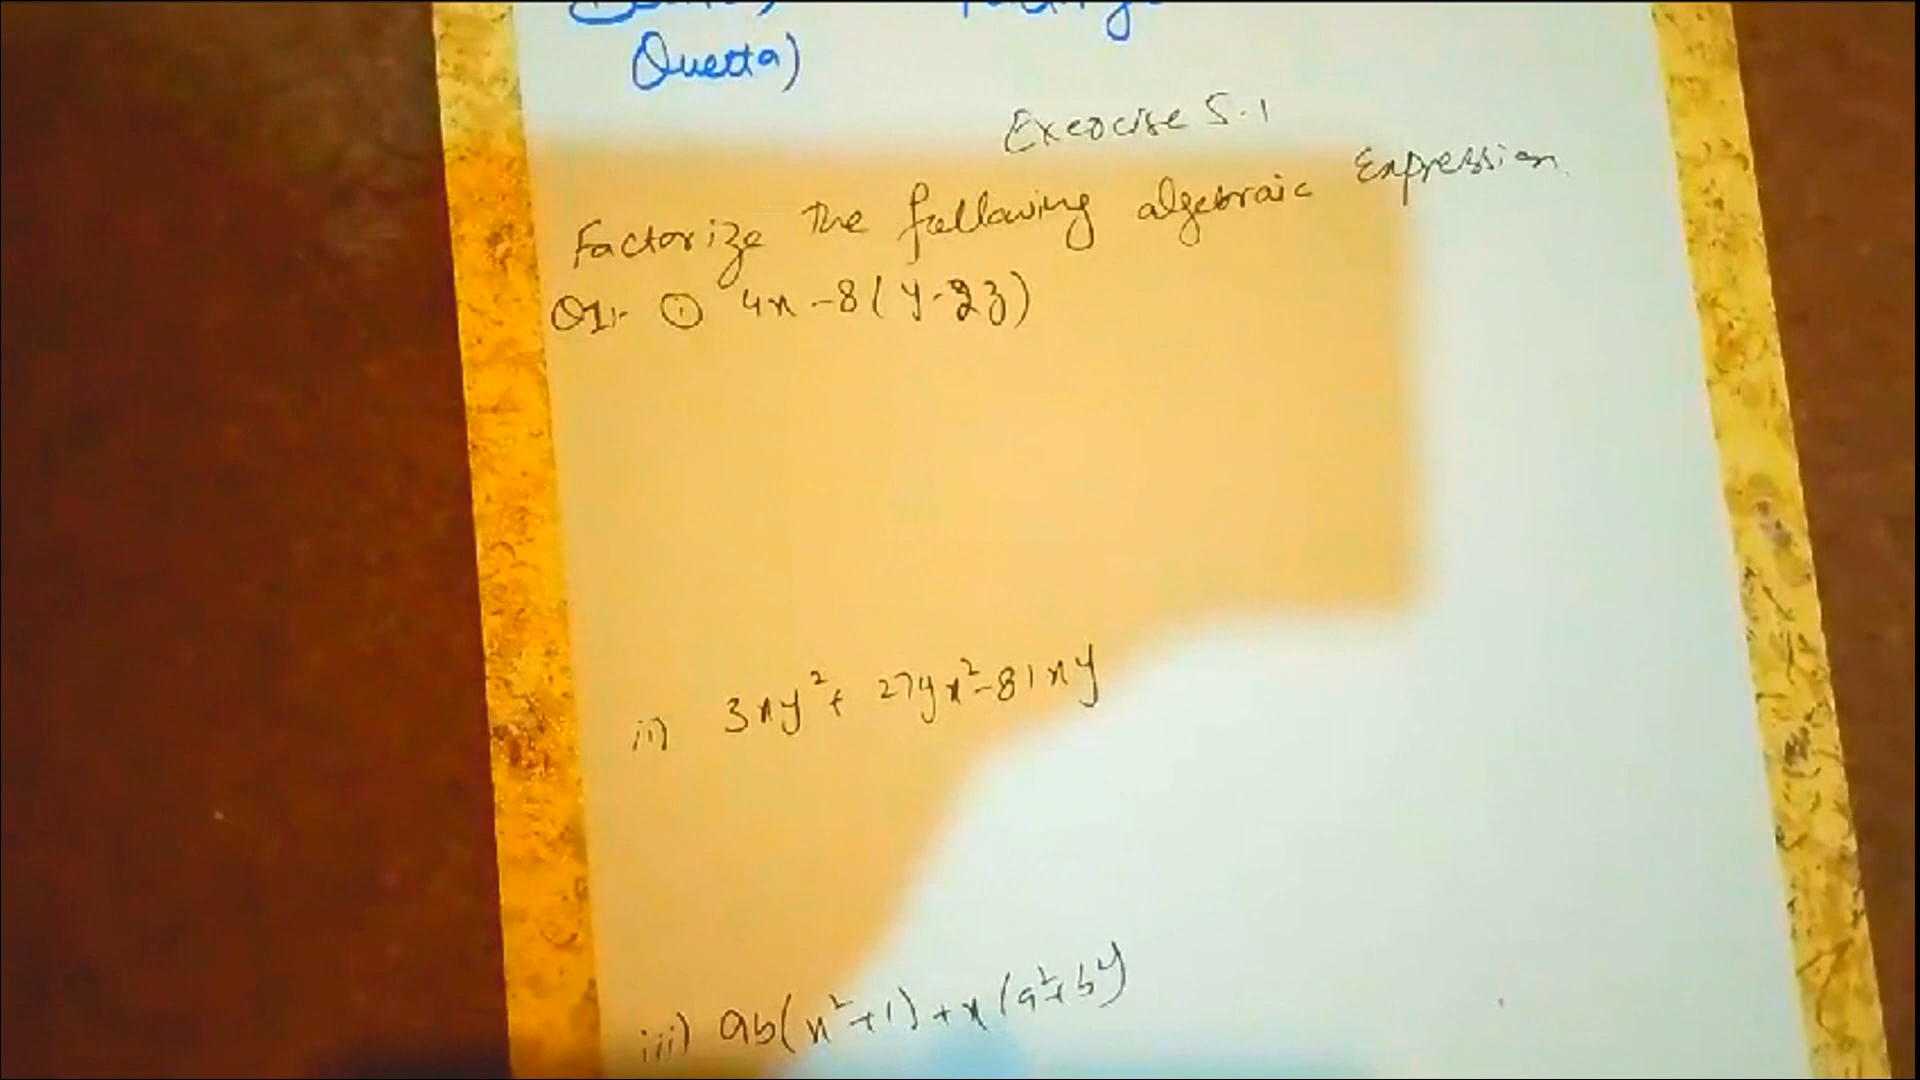 Quetta)
Exercise 5.1
Factorize the following algebraic Expression
Q1:- (i) 4x - 8(y-2z)
ii) 3xy² + 27yx² - 81xy
iii) ab(x²+1) + x(a²+b²)